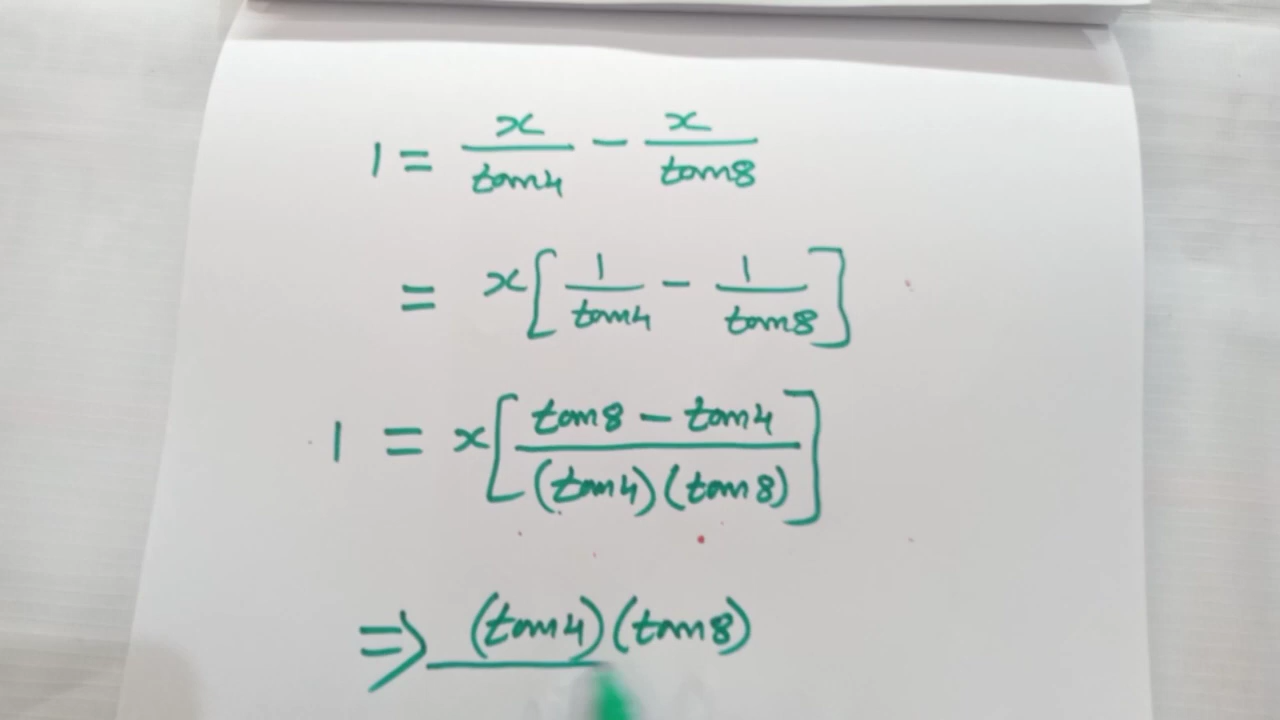 1 = x/tan4 − x/tan8
= x[1/tan4 − 1/tan8]
1 = x[(tan8 − tan4)/((tan4)(tan8))]
⇒ (tan4)(tan8)